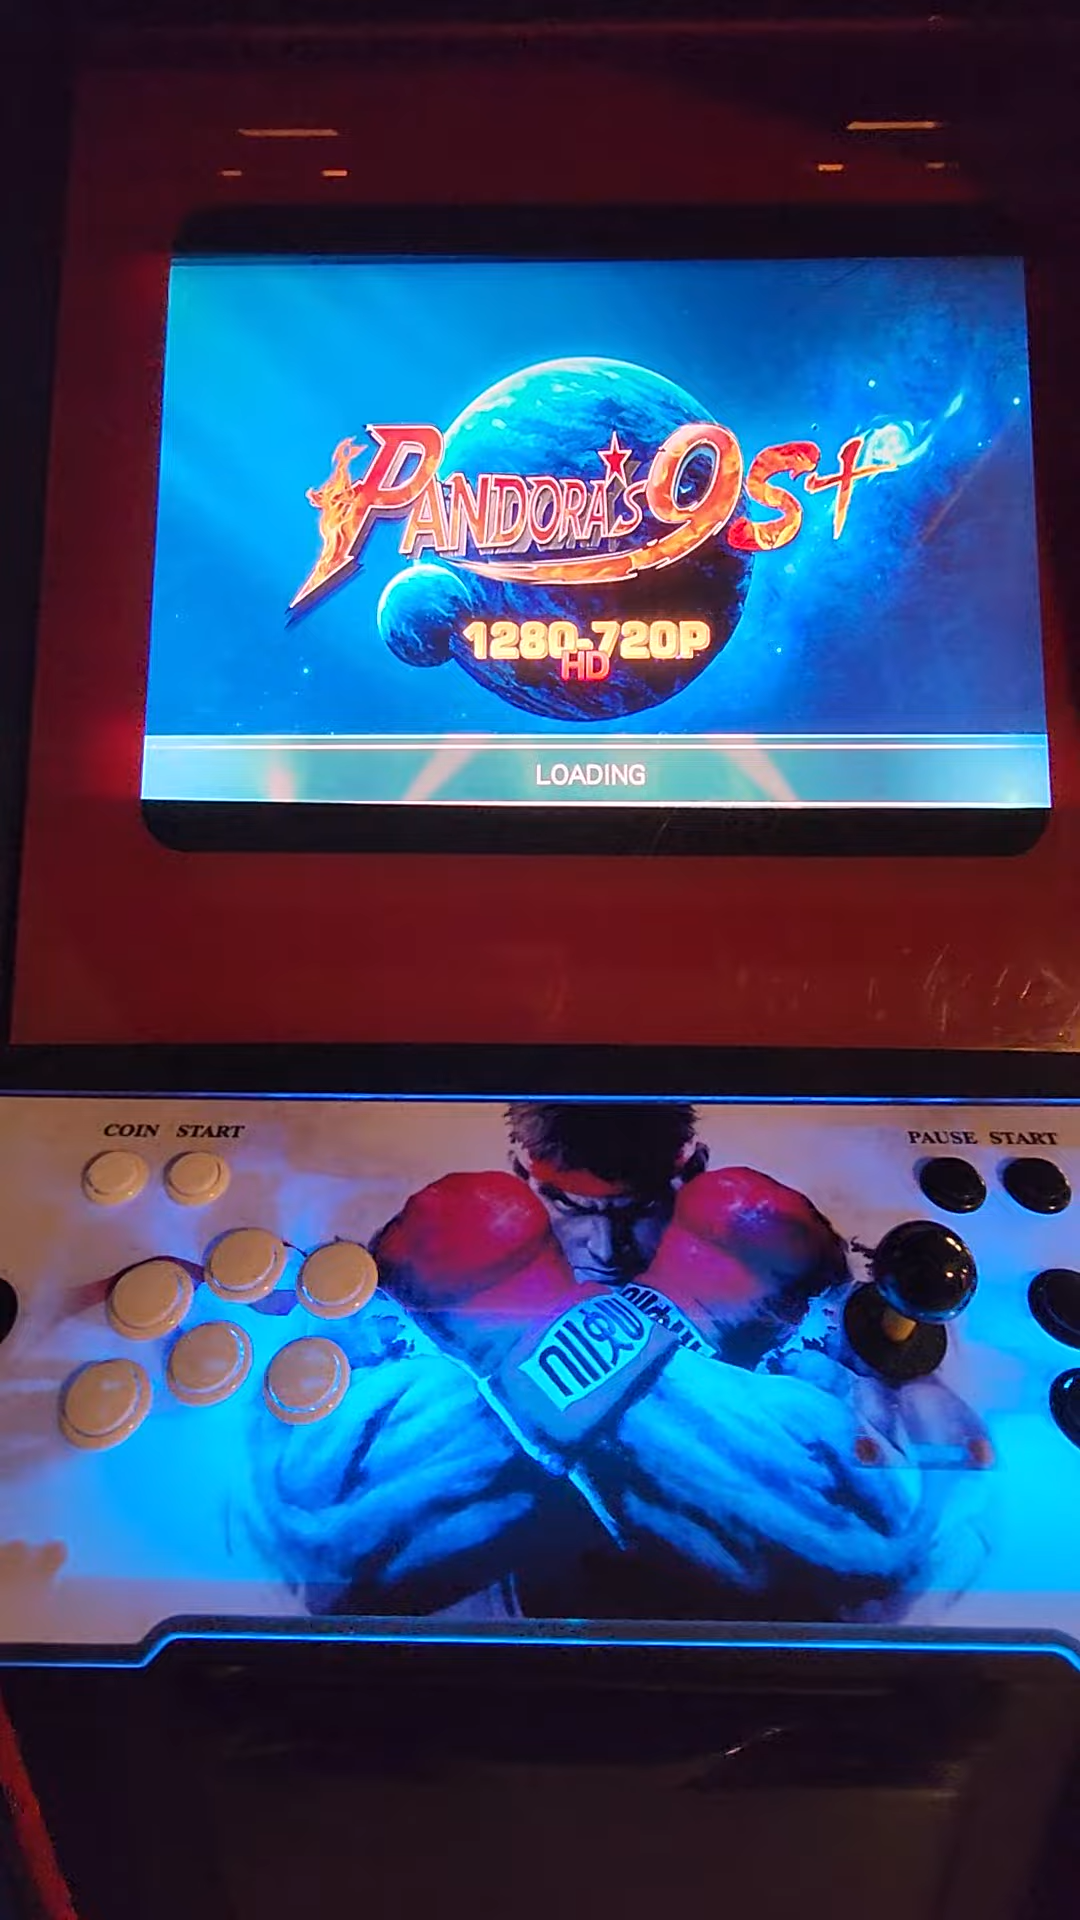 PANDORA'S 9S+
1280-720P
HD
LOADING
COIN START
PAUSE START